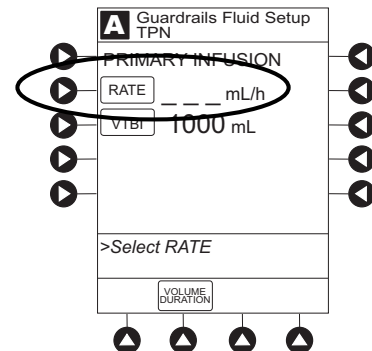 A Guardrails Fluid Setup
TPN
PRIMARY INFUSION
RATE _ _ _ mL/h
VTBI 1000 mL
>Select RATE
VOLUME
DURATION